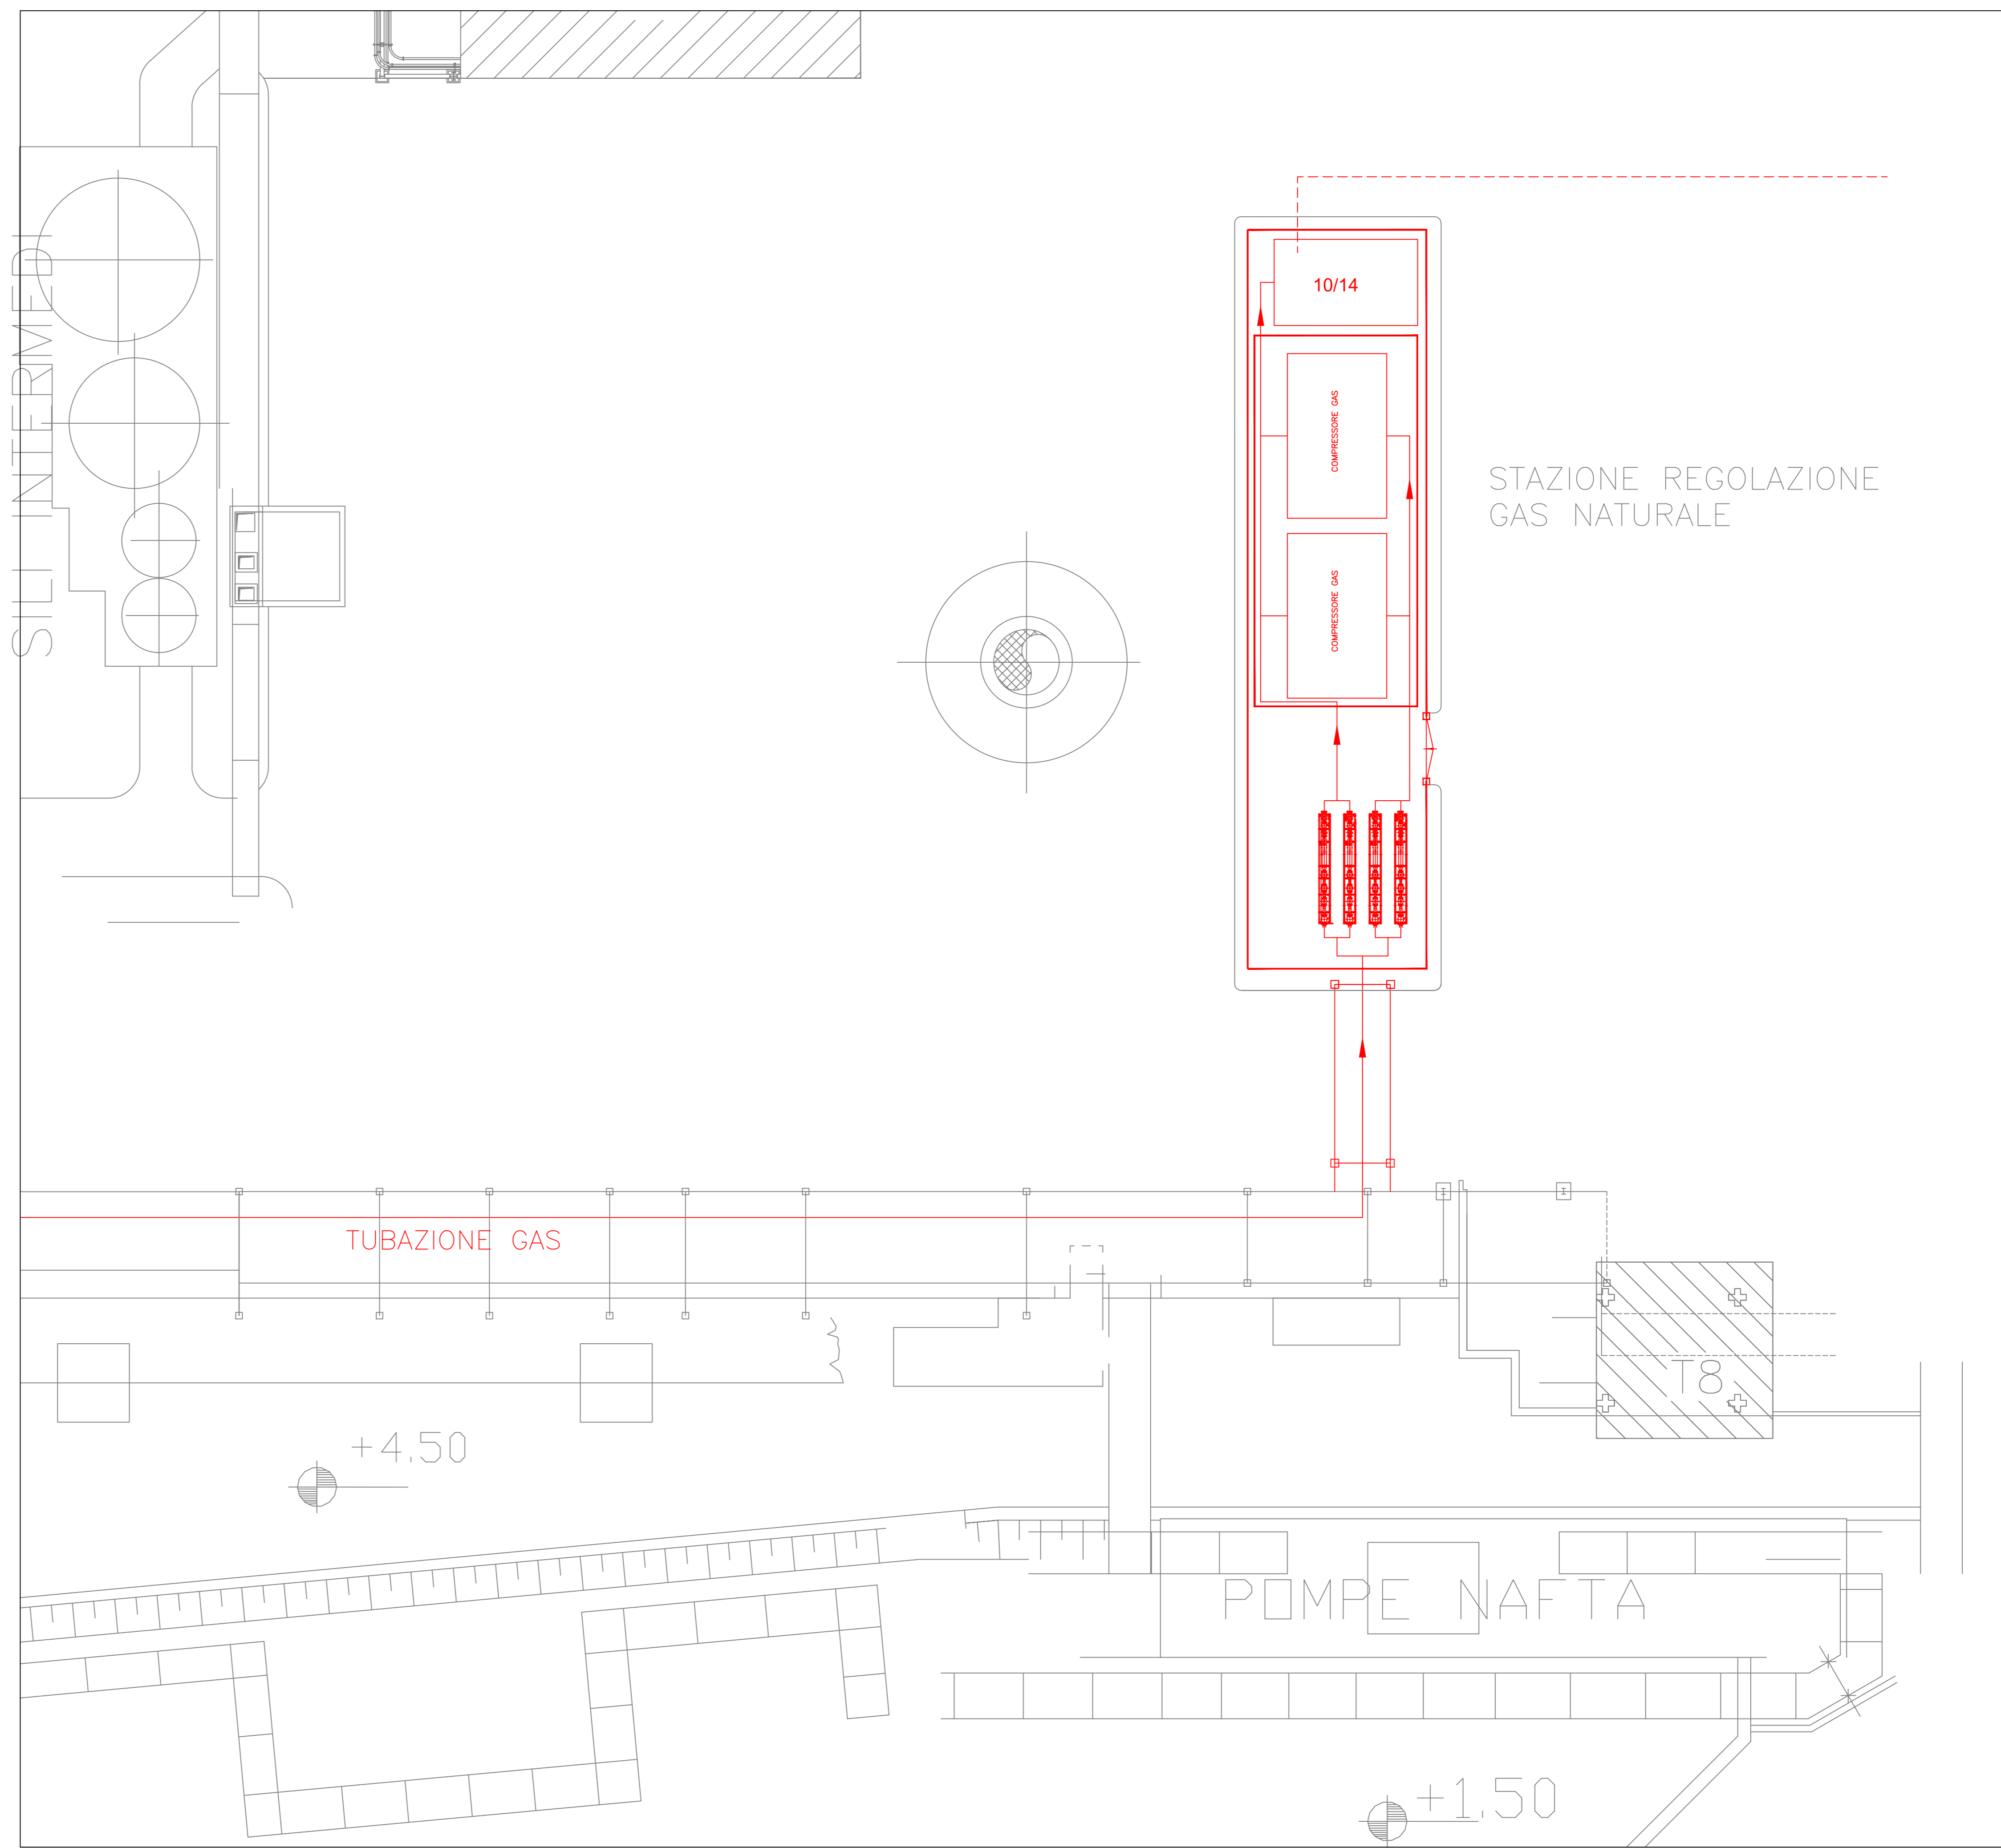 SILI INTERMEDI
10/14
COMPRESSORE GAS
COMPRESSORE GAS
STAZIONE REGOLAZIONE
GAS NATURALE
TUBAZIONE GAS
T8
+4.50
POMPE NAFTA
+1.50